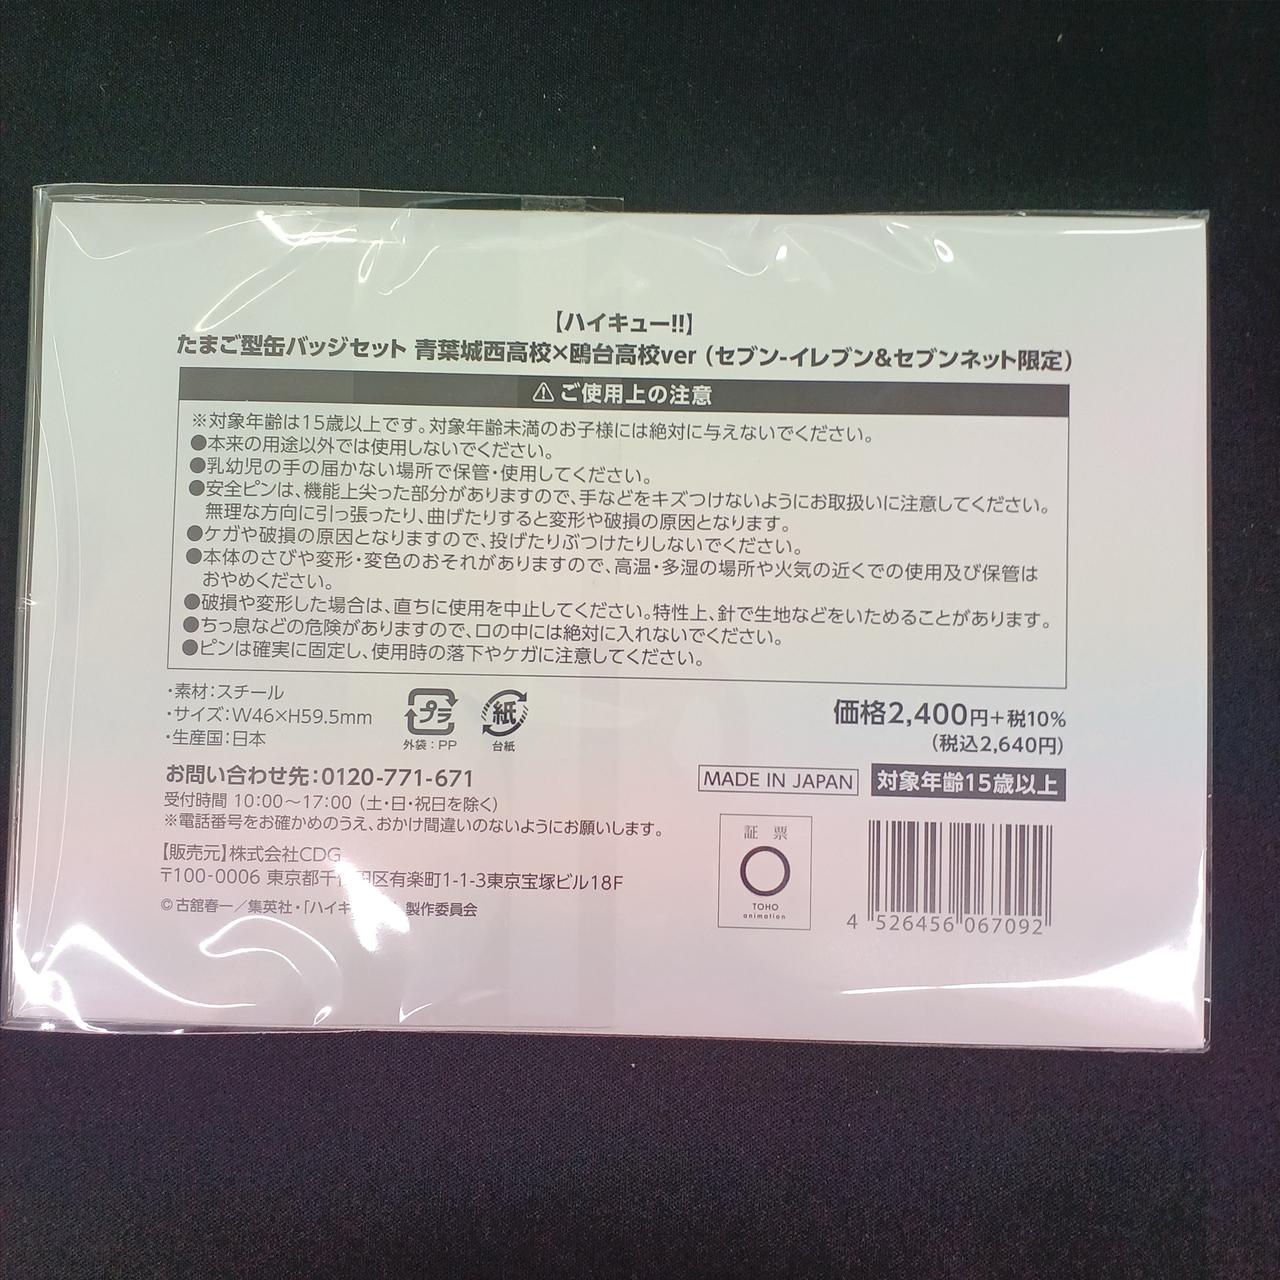 【ハイキュー!!】
たまご型缶バッジセット 青葉城西高校×鴎台高校ver（セブン-イレブン&セブンネット限定）
⚠ ご使用上の注意
※対象年齢は15歳以上です。対象年齢未満のお子様には絶対に与えないでください。
●本来の用途以外では使用しないでください。
●乳幼児の手の届かない場所で保管・使用してください。
●安全ピンは、機能上尖った部分がありますので、手などをキズつけないようにお取扱いに注意してください。
無理な方向に引っ張ったり、曲げたりすると変形や破損の原因となります。
●ケガや破損の原因となりますので、投げたりぶつけたりしないでください。
●本体のさびや変形・変色のおそれがありますので、高温・多湿の場所や火気の近くでの使用及び保管は
おやめください。
●破損や変形した場合は、直ちに使用を中止してください。特性上、針で生地などをいためることがあります。
●ちっ息などの危険がありますので、口の中には絶対に入れないでください。
●ピンは確実に固定し、使用時の落下やケガに注意してください。
・素材：スチール
・サイズ：W46×H59.5mm
・生産国：日本
プラ
外袋：PP
紙
台紙
価格2,400円＋税10%
（税込2,640円）
お問い合わせ先：0120-771-671
受付時間 10:00～17:00（土・日・祝日を除く）
※電話番号をお確かめのうえ、おかけ間違いのないようにお願いします。
MADE IN JAPAN
対象年齢15歳以上
【販売元】株式会社CDG
〒100-0006 東京都千代田区有楽町1-1-3東京宝塚ビル18F
©古舘春一／集英社・「ハイキュー 製作委員会
証 票
TOHO
animation
4 526456 067092